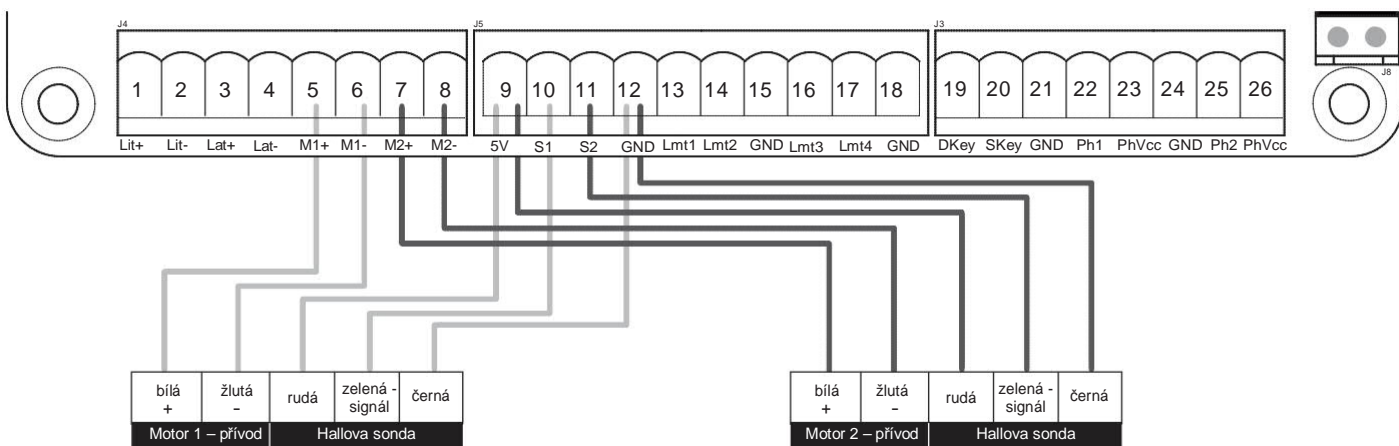 J4 J5 J3
1 2 3 4 5 6 7 8 9 10 11 12 13 14 15 16 17 18 19 20 21 22 23 24 25 26
J8
Lit+ Lit- Lat+ Lat- M1+ M1- M2+ M2- 5V S1 S2 GND Lmt1 Lmt2 GND Lmt3 Lmt4 GND DKey SKey GND Ph1 PhVcc GND Ph2 PhVcc
bílá + žlutá - rudá zelená - signál černá
Motor 1 – přívod Hallova sonda
bílá + žlutá - rudá zelená - signál černá
Motor 2 – přívod Hallova sonda